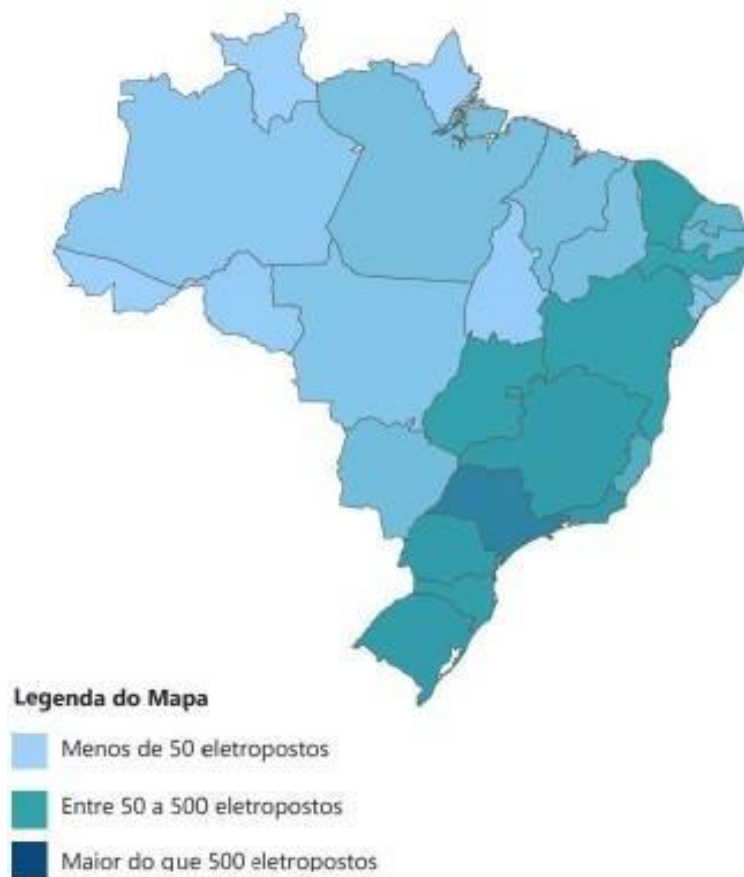 Legenda do Mapa
Menos de 50 eletropostos
Entre 50 a 500 eletropostos
Maior do que 500 eletropostos